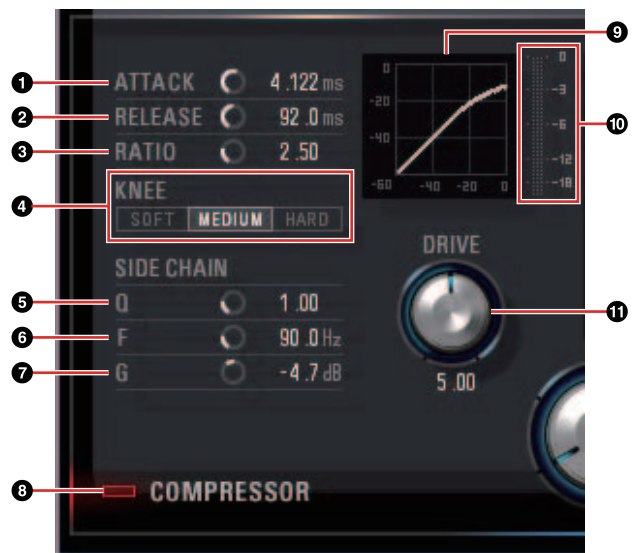 1 ATTACK 4.122 ms
2 RELEASE 92.0 ms
3 RATIO 2.50
4 KNEE
SOFT MEDIUM HARD
SIDE CHAIN
5 Q 1.00
6 F 90.0 Hz
7 G -4.7 dB
8 COMPRESSOR
9
0
-20
-40
-60 -40 -20 0
10
0
-3
-6
-12
-18
DRIVE
11
5.00